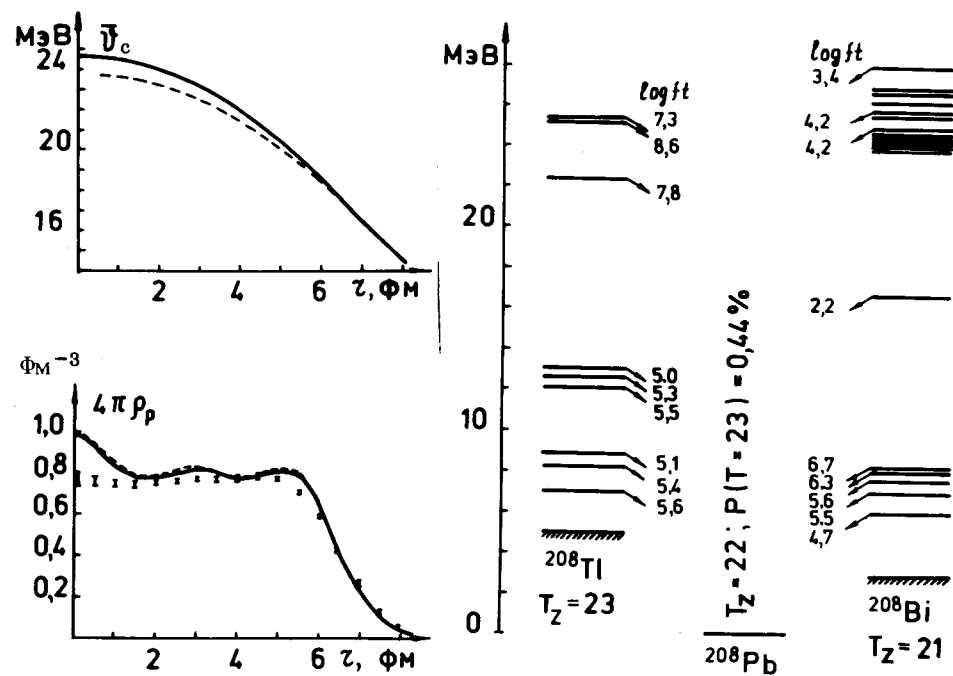 МэВ
ϑ̄c
24
20
16
2 4 6 τ, Фм
Фм⁻³
4πρp
1,0
0,8
0,6
0,4
0,2
2 4 6 τ, Фм
МэВ
20
10
0
logft
7,3
8,6
7,8
5.0
5,3
5,5
5,1
5,4
5,6
²⁰⁸Tl
Tz = 23
Tz = 22 ; P(T = 23) = 0,44%
²⁰⁸Pb
logft
3,4
4,2
4,2
2,2
6,7
6.3
5,6
5.5
4,7
²⁰⁸Bi
Tz = 21